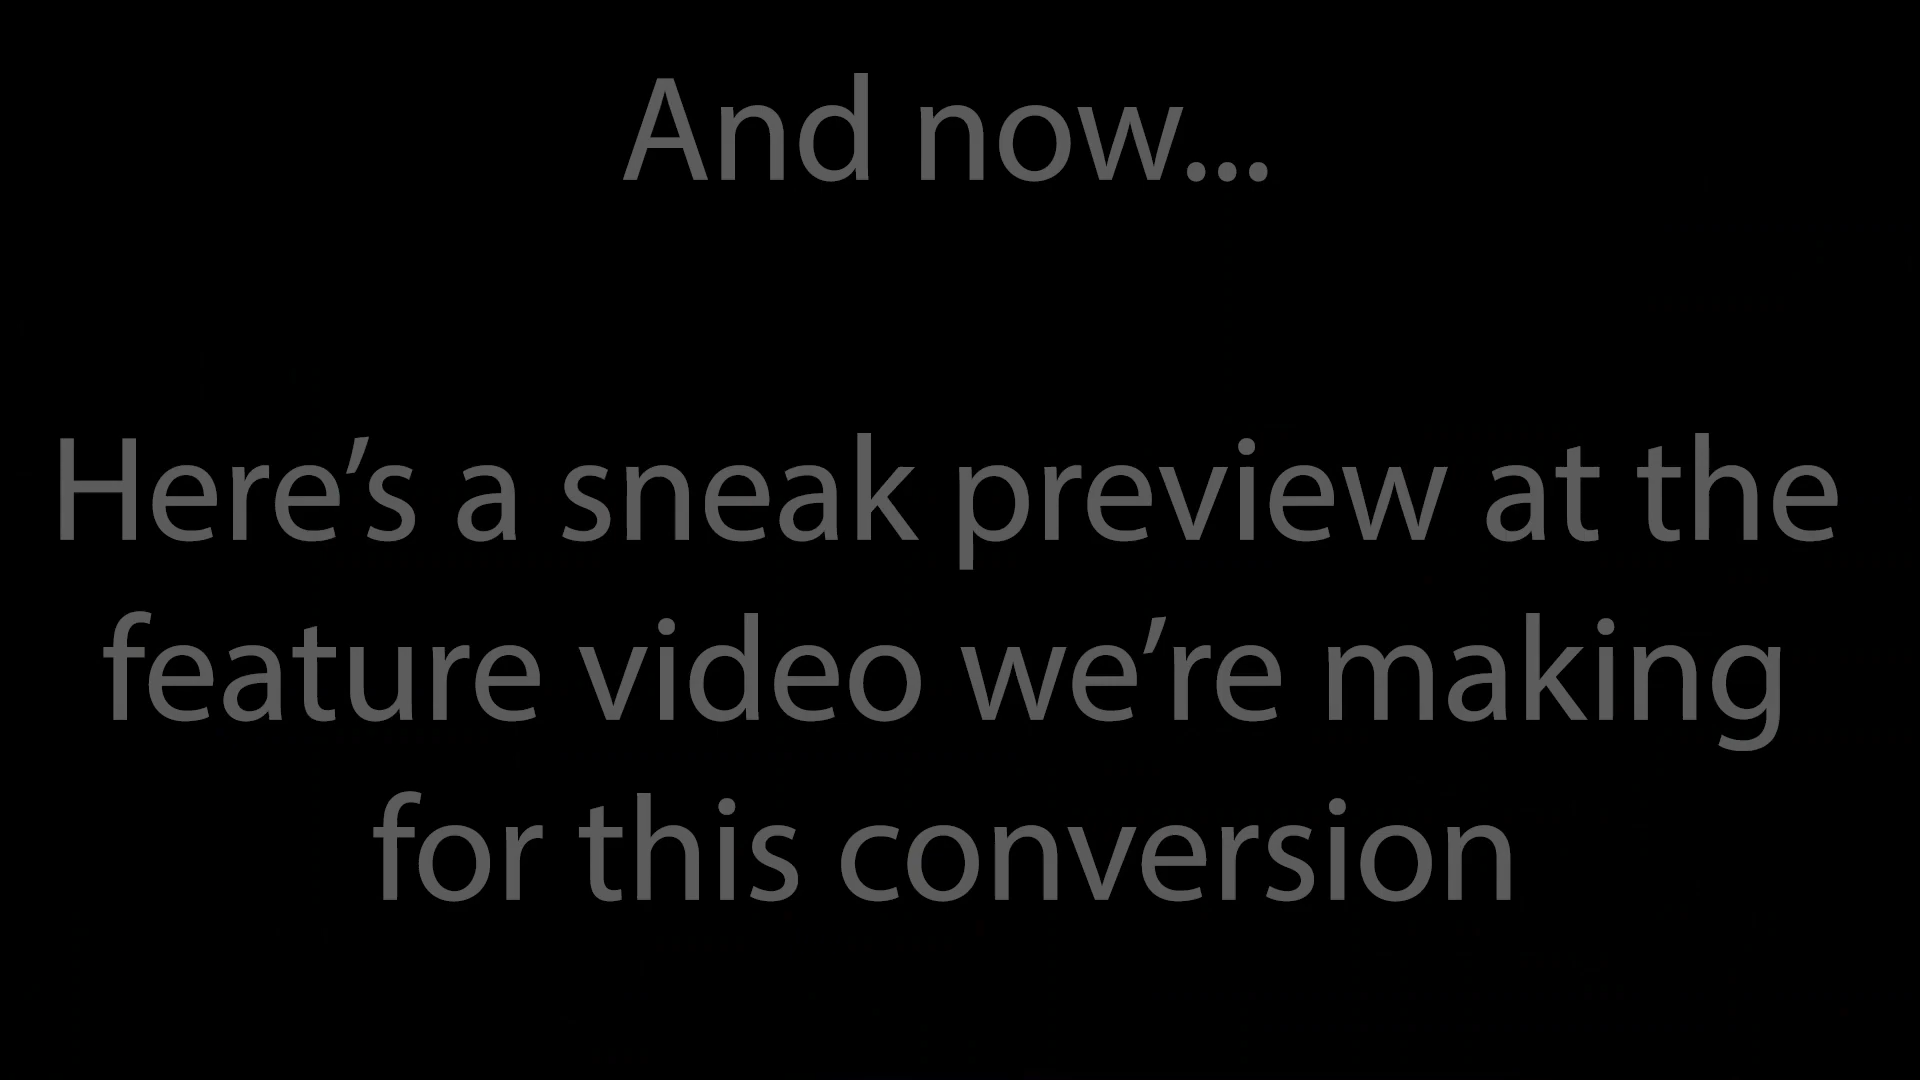 And now...
Here’s a sneak preview at the
feature video we’re making
for this conversion